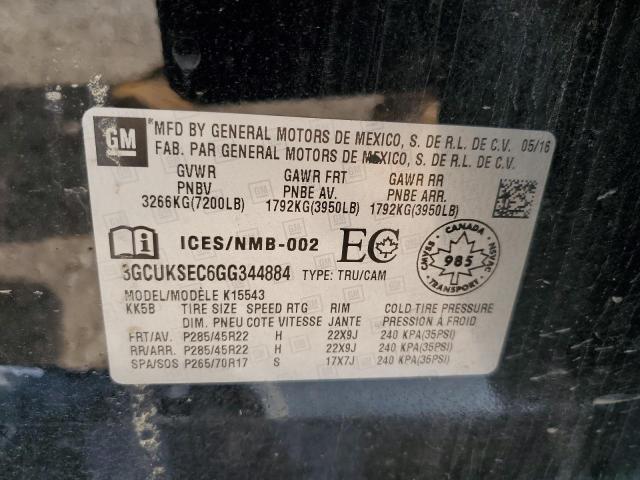 GM
*MFD BY GENERAL MOTORS DE MEXICO, S. DE R.L. DE C.V. 05/16
FAB. PAR GENERAL MOTORS DE MEXICO, S. DE R.L. DE C.V.
GVWR GAWR FRT GAWR RR
PNBV PNBE AV. PNBE ARR.
3266KG(7200LB) 1792KG(3950LB) 1792KG(3950LB)
i ICES/NMB-002 EC
CANADA
CMVSS 985 NSVAC
TRANSPORT
3GCUKSEC6GG344884 TYPE: TRU/CAM
MODEL/MODÈLE K15543
KK5B TIRE SIZE SPEED RTG RIM COLD TIRE PRESSURE
DIM. PNEU COTE VITESSE JANTE PRESSION À FROID
FRT/AV. P285/45R22 H 22X9J 240 KPA(35PSI)
RR/ARR. P285/45R22 H 22X9J 240 KPA(35PSI)
SPA/SOS P265/70R17 S 17X7J 240 KPA(35PSI)